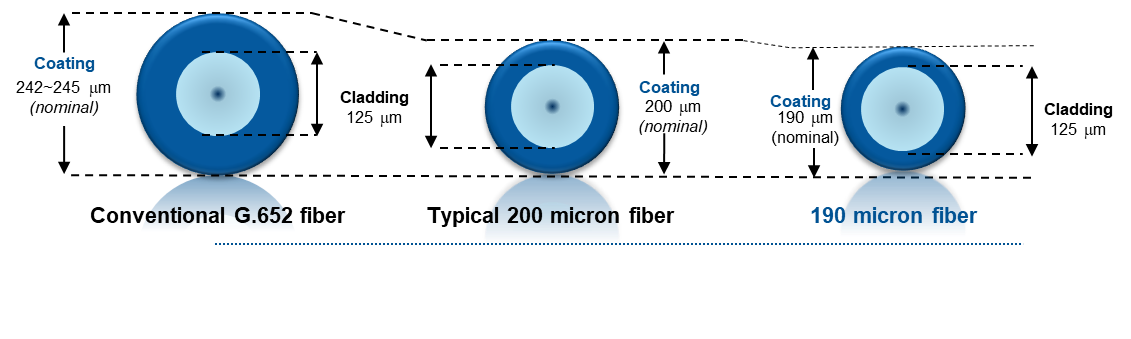 Coating
242~245 μm
(nominal)
Cladding
125 μm
Coating
200 μm
(nominal)
Coating
190 μm
(nominal)
Cladding
125 μm
Conventional G.652 fiber
Typical 200 micron fiber
190 micron fiber